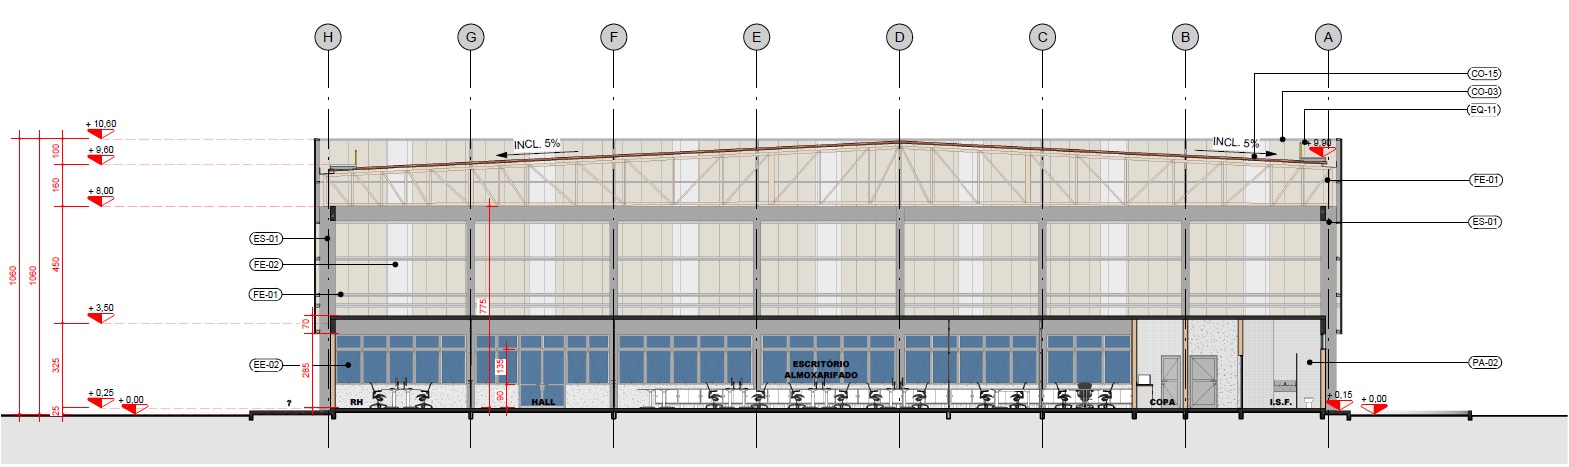 H G F E D C B A
CO-15
CO-03
EQ-11
+ 10,60
+ 9,60
+ 8,00
+ 3,50
+ 0,25
+ 0,00
100
160
450
325
25
1060
1060
INCL. 5%
INCL. 5%
+ 9,90
FE-01
ES-01
ES-01
FE-02
FE-01
EE-02
PA-02
775
70
285
135
90
ESCRITÓRIO
ALMOXARIFADO
?
RH
HALL
COPA
I.S.F.
+ 0,15
+ 0,00